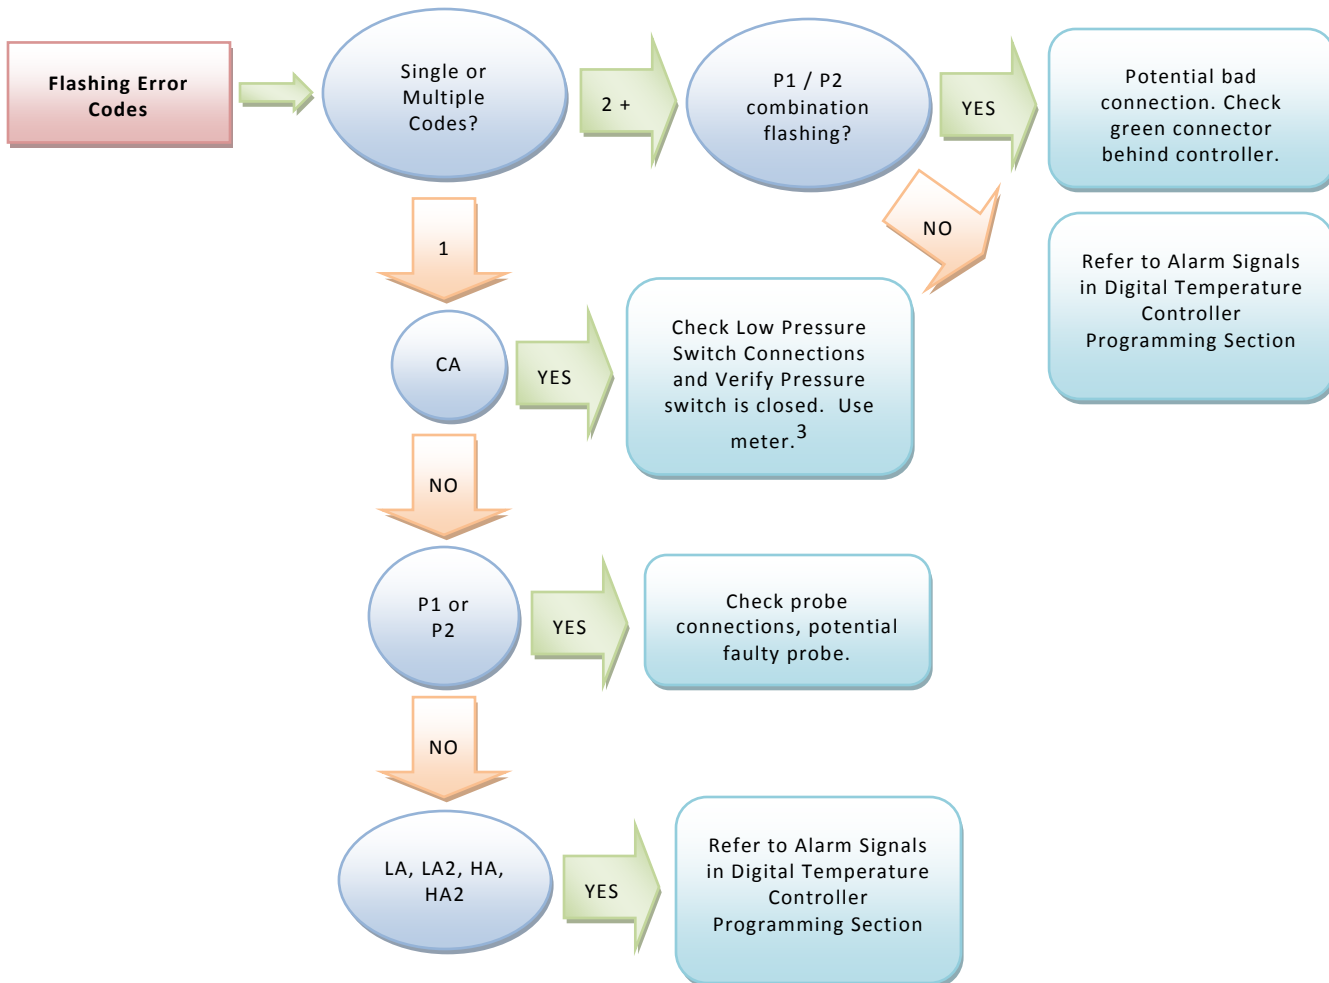 Flashing Error
Codes
Single or
Multiple
Codes?
2 +
P1 / P2
combination
flashing?
YES
Potential bad
connection. Check
green connector
behind controller.
NO
Refer to Alarm Signals
in Digital Temperature
Controller
Programming Section
1
CA
YES
Check Low Pressure
Switch Connections
and Verify Pressure
switch is closed. Use
meter.3
NO
P1 or
P2
YES
Check probe
connections, potential
faulty probe.
NO
LA, LA2, HA,
HA2
YES
Refer to Alarm Signals
in Digital Temperature
Controller
Programming Section